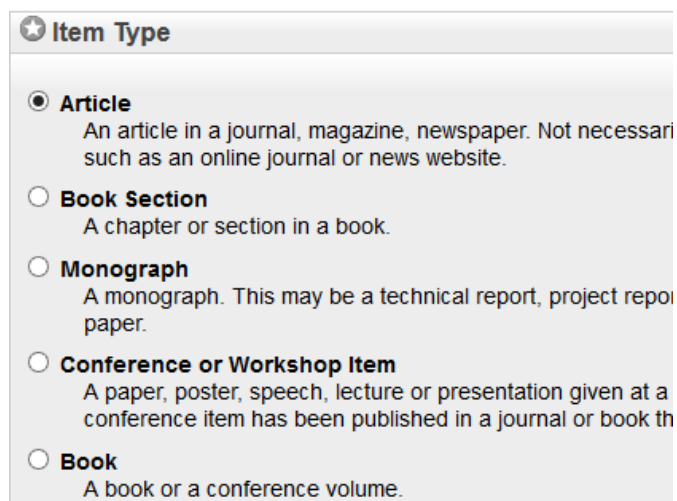 Item Type
Article
An article in a journal, magazine, newspaper. Not
such as an online journal or news website.
Book Section
A chapter or section in a book.
Monograph
A monograph. This may be a technical report, project
paper.
Conference or Workshop Item
A paper, poster, speech, lecture or presentation given at a
conference item has been published in a journal or book
Book
A book or a conference volume.